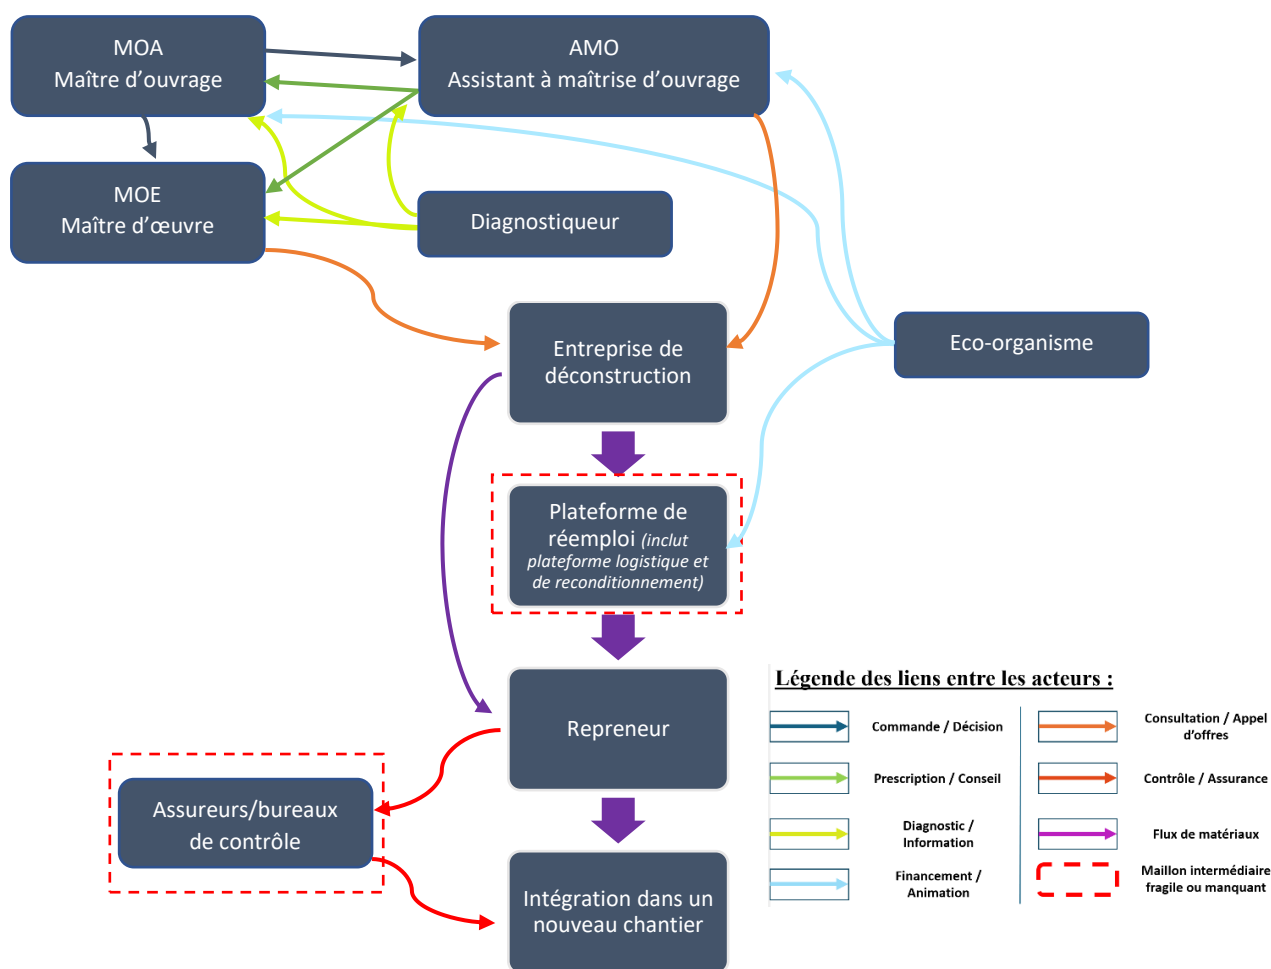 MOA
Maître d’ouvrage
AMO
Assistant à maîtrise d’ouvrage
MOE
Maître d’œuvre
Diagnostiqueur
Entreprise de
déconstruction
Eco-organisme
Plateforme de
réemploi (inclut
plateforme logistique et
de reconditionnement)
Repreneur
Assureurs/bureaux
de contrôle
Intégration dans un
nouveau chantier
Légende des liens entre les acteurs :
Commande / Décision
Prescription / Conseil
Diagnostic /
Information
Financement /
Animation
Consultation / Appel
d’offres
Contrôle / Assurance
Flux de matériaux
Maillon intermédiaire
fragile ou manquant